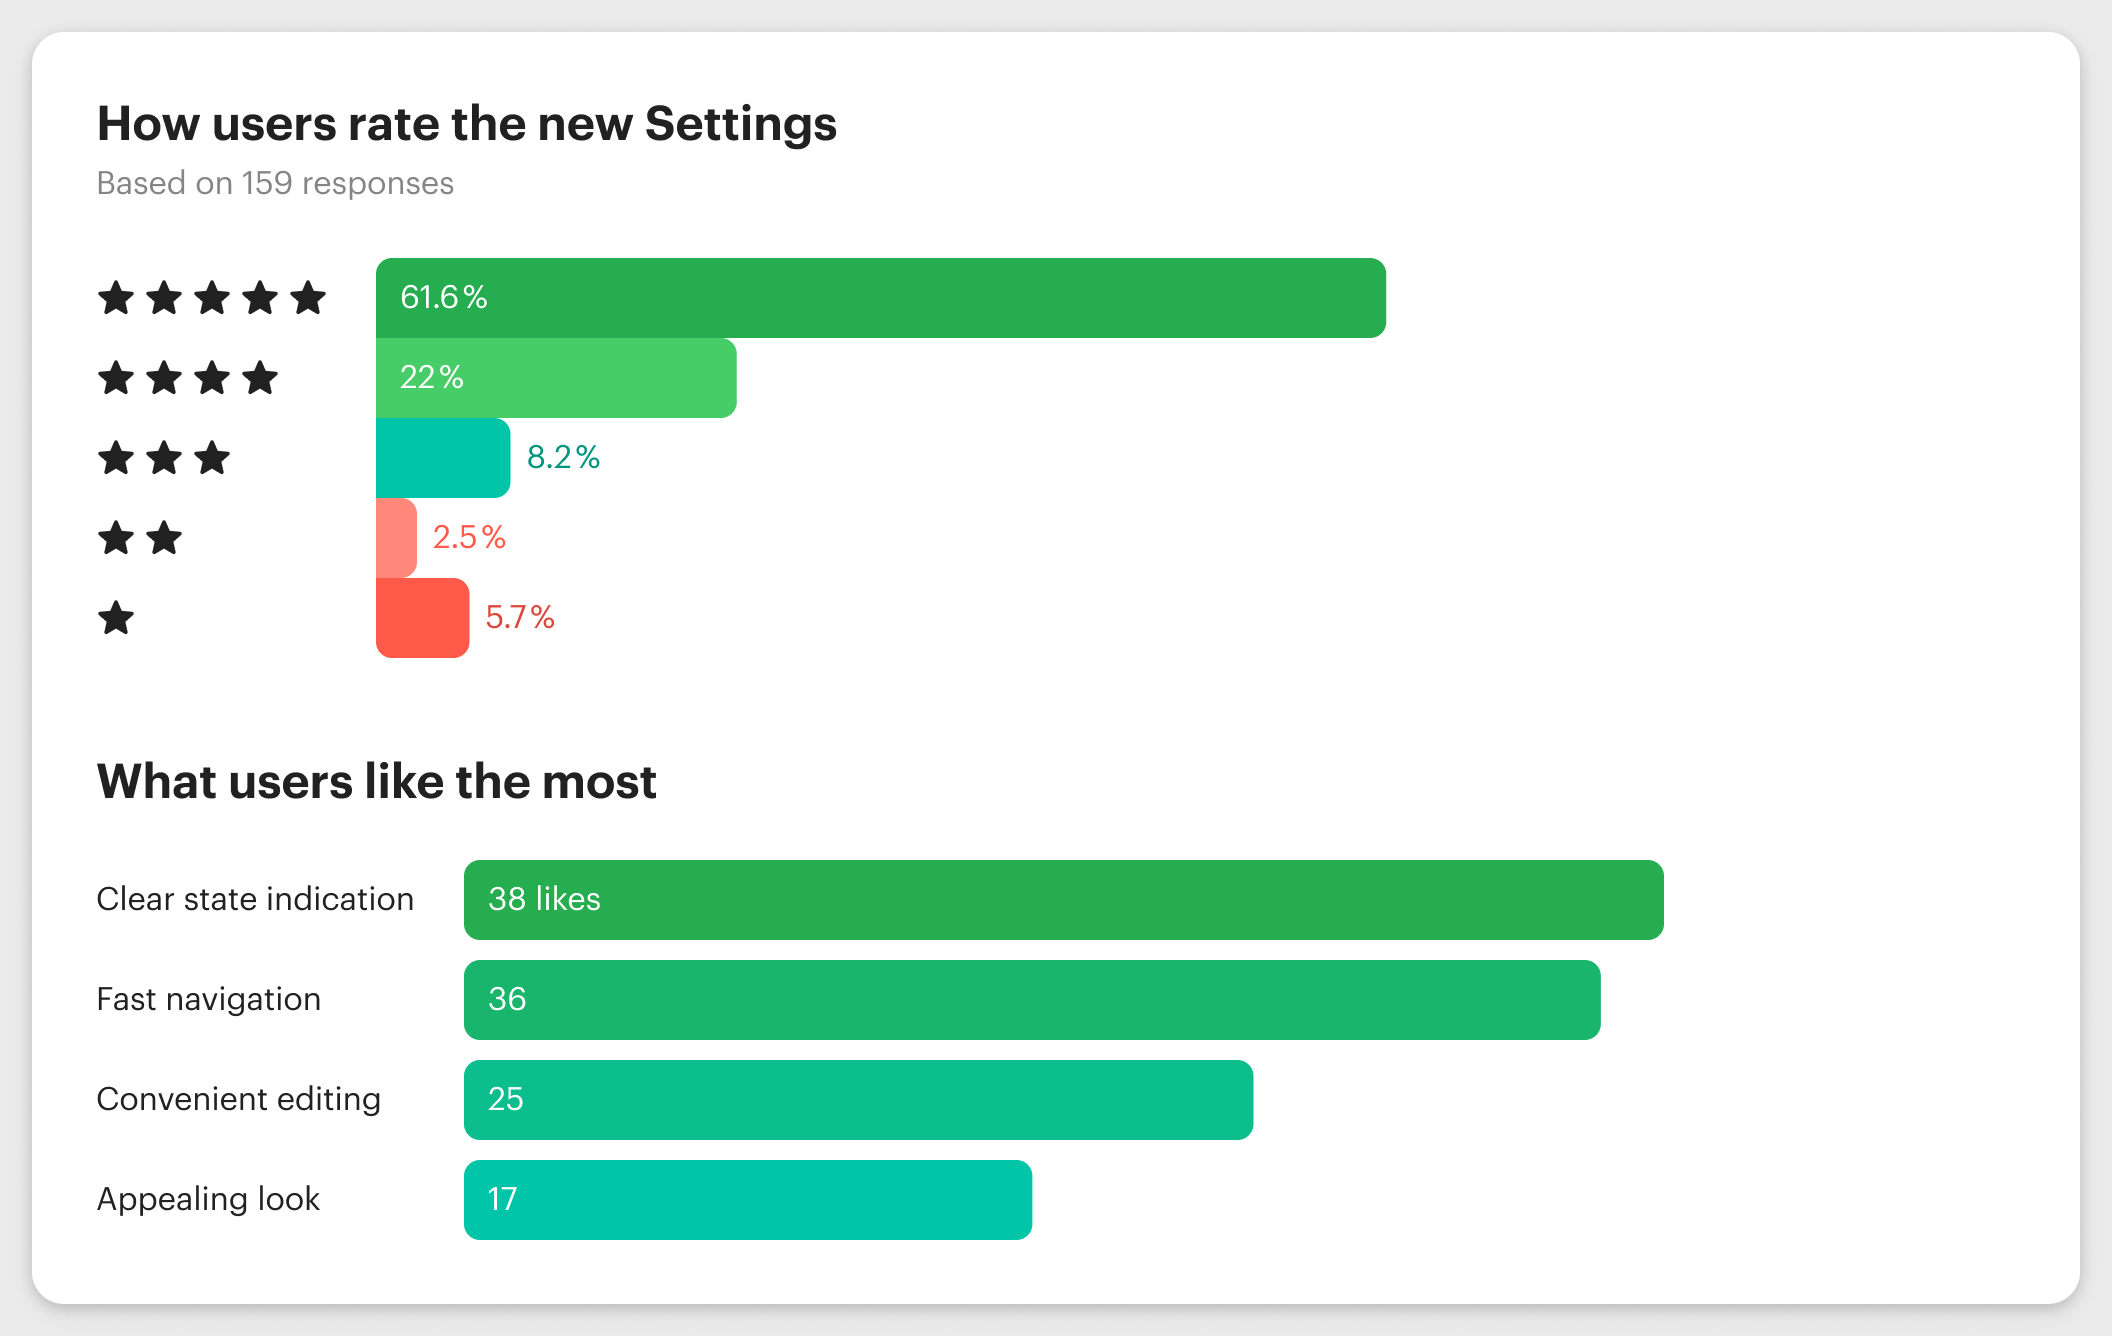 How users rate the new Settings
Based on 159 responses
61.6%
22%
8.2%
2.5%
5.7%
What users like the most
Clear state indication 38 likes
Fast navigation 36
Convenient editing 25
Appealing look 17